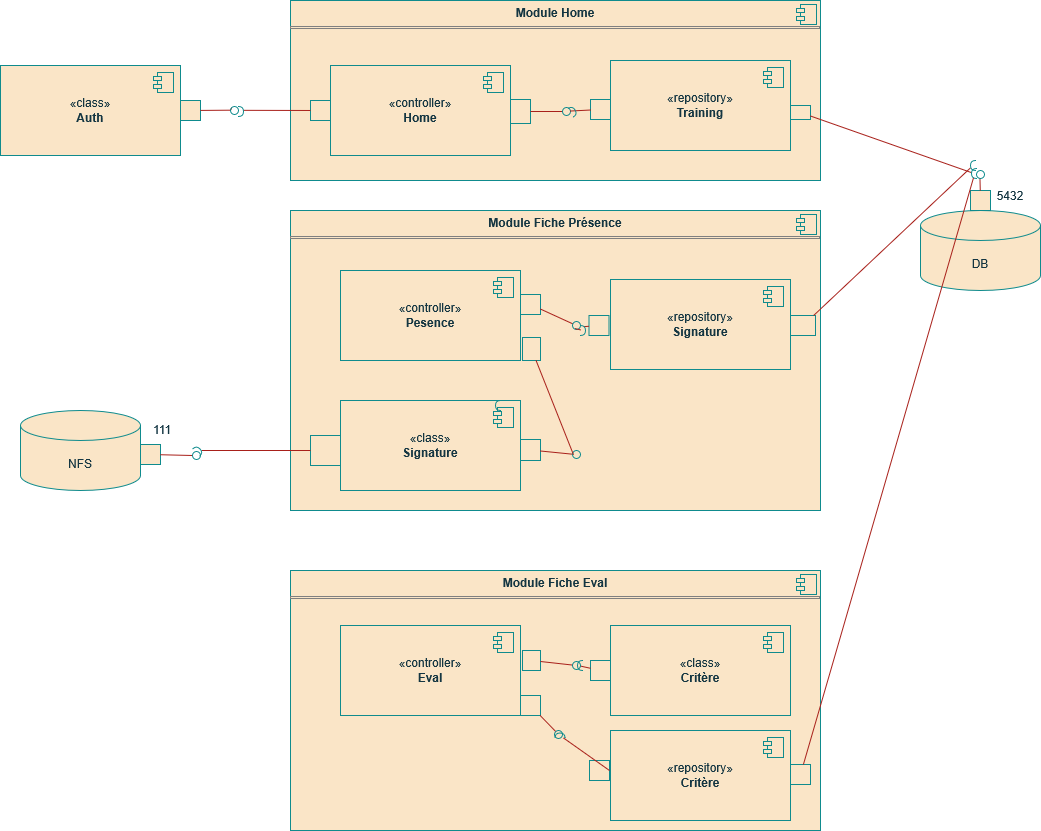 Module Home
«class»
Auth
«controller»
Home
«repository»
Training
5432
DB
Module Fiche Présence
«controller»
Pesence
«repository»
Signature
111
NFS
«class»
Signature
Module Fiche Eval
«controller»
Eval
«class»
Critère
«repository»
Critère